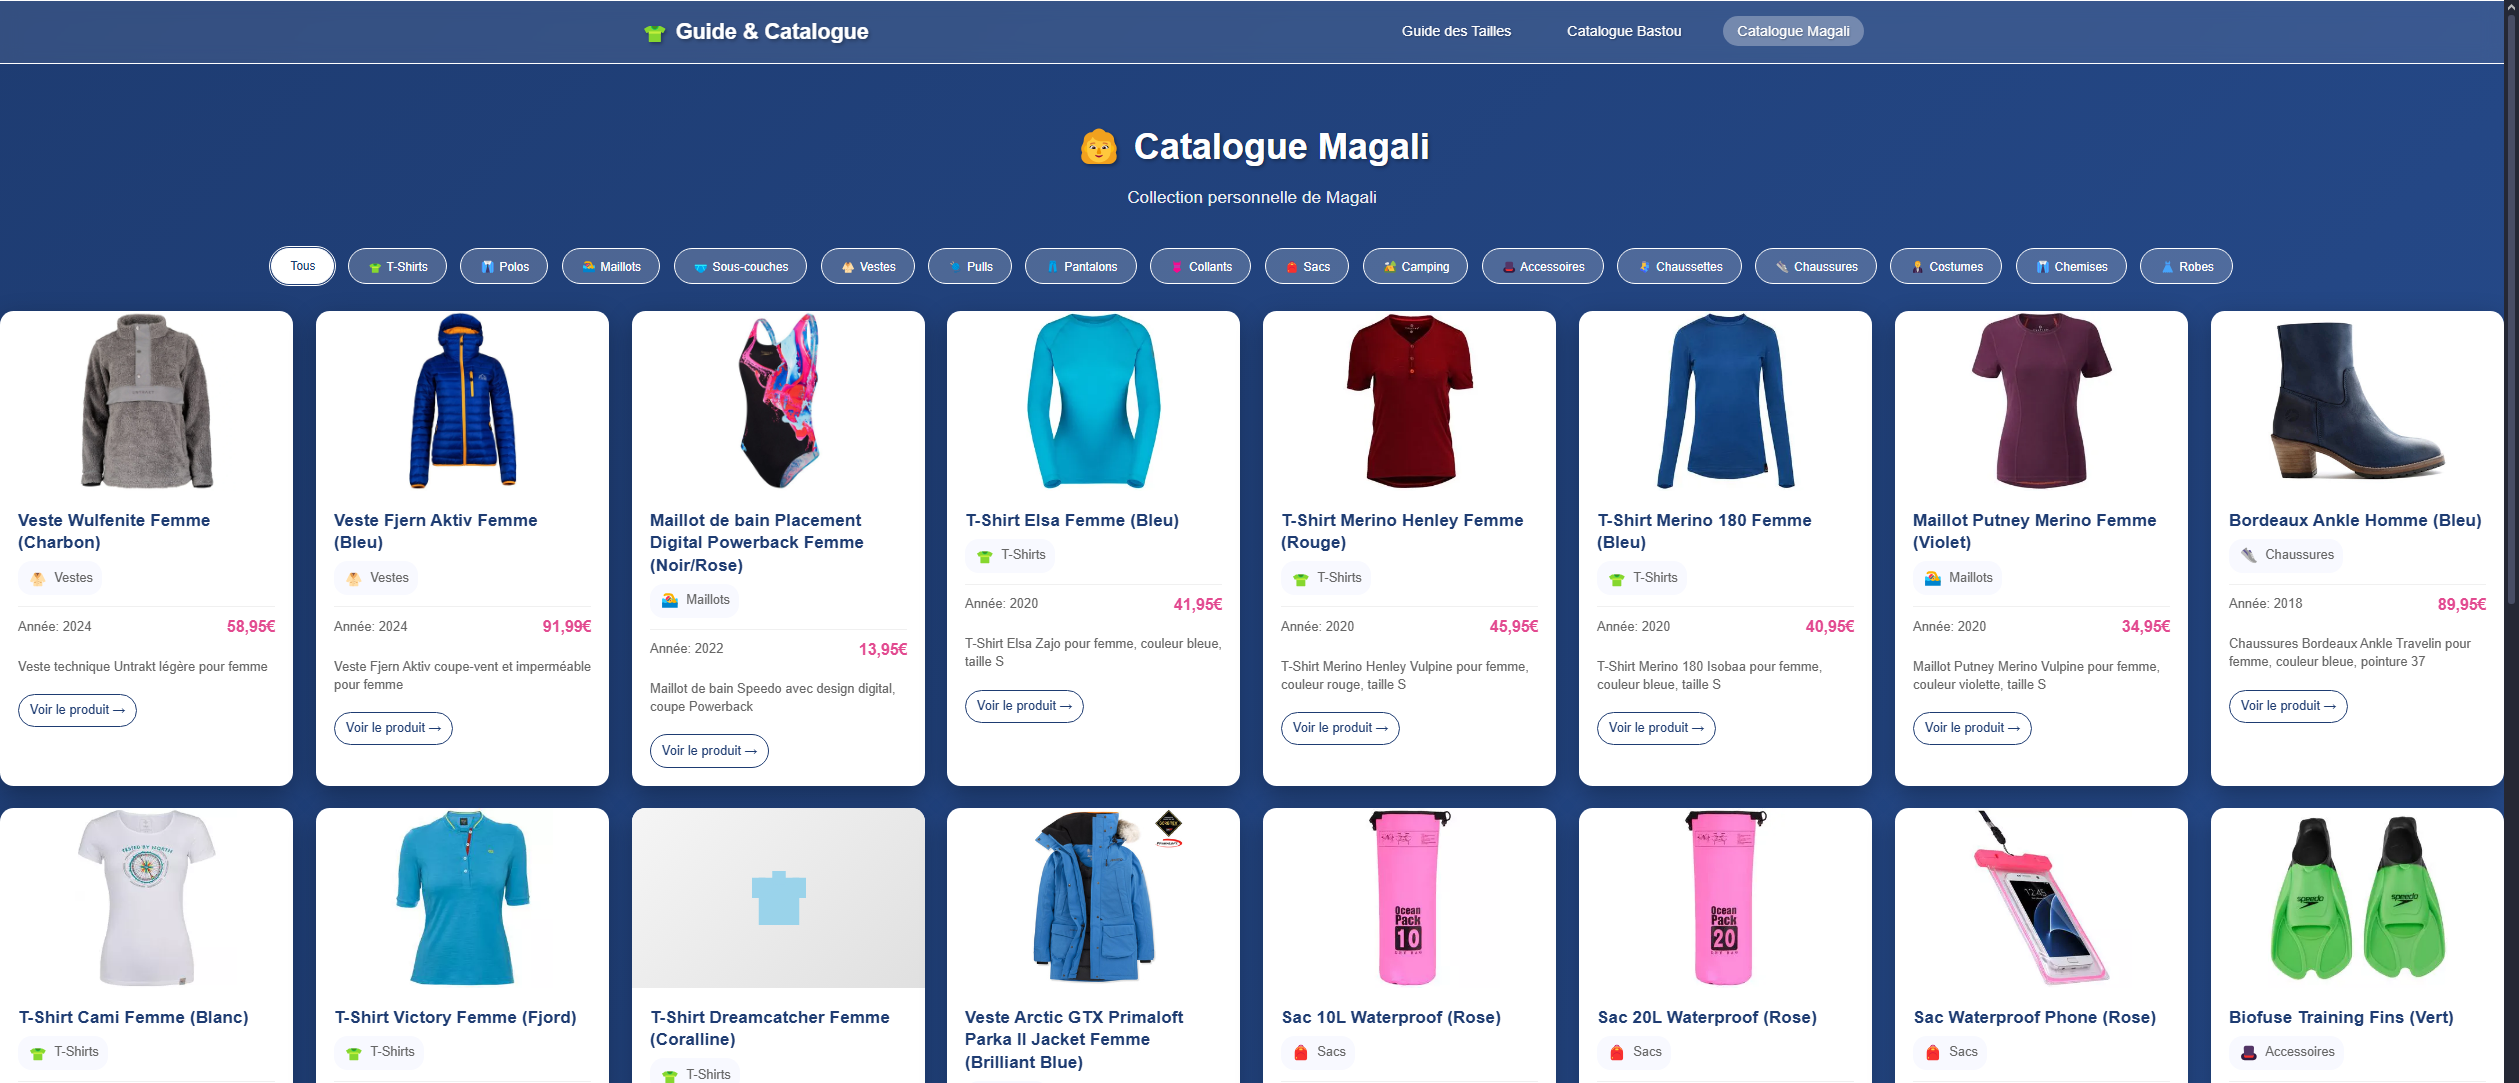 Guide & Catalogue
Guide des Tailles
Catalogue Bastou
Catalogue Magali
Catalogue Magali
Collection personnelle de Magali
Tous
T-Shirts
Polos
Maillots
Sous-couches
Vestes
Pulls
Pantalons
Collants
Sacs
Camping
Accessoires
Chaussettes
Chaussures
Costumes
Chemises
Robes
Veste Wulfenite Femme
(Charbon)
Vestes
Année: 2024
58,95€
Veste technique Untrakt légère pour femme
Voir le produit →
Veste Fjern Aktiv Femme
(Bleu)
Vestes
Année: 2024
91,99€
Veste Fjern Aktiv coupe-vent et imperméable
pour femme
Voir le produit →
Maillot de bain Placement
Digital Powerback Femme
(Noir/Rose)
Maillots
Année: 2022
13,95€
Maillot de bain Speedo avec design digital,
coupe Powerback
Voir le produit →
T-Shirt Elsa Femme (Bleu)
T-Shirts
Année: 2020
41,95€
T-Shirt Elsa Zajo pour femme, couleur bleue,
taille S
Voir le produit →
T-Shirt Merino Henley Femme
(Rouge)
T-Shirts
Année: 2020
45,95€
T-Shirt Merino Henley Vulpine pour femme,
couleur rouge, taille S
Voir le produit →
T-Shirt Merino 180 Femme
(Bleu)
T-Shirts
Année: 2020
40,95€
T-Shirt Merino 180 Isobaa pour femme,
couleur bleue, taille S
Voir le produit →
Maillot Putney Merino Femme
(Violet)
Maillots
Année: 2020
34,95€
Maillot Putney Merino Vulpine pour femme,
couleur violette, taille S
Voir le produit →
Bordeaux Ankle Homme (Bleu)
Chaussures
Année: 2018
89,95€
Chaussures Bordeaux Ankle Travelin pour
femme, couleur bleue, pointure 37
Voir le produit →
TESTED BY NORTH
T-Shirt Cami Femme (Blanc)
T-Shirts
T-Shirt Victory Femme (Fjord)
T-Shirts
T-Shirt Dreamcatcher Femme
(Coralline)
T-Shirts
Veste Arctic GTX Primaloft
Parka II Jacket Femme
(Brilliant Blue)
Ocean
Pack
10
Sac 10L Waterproof (Rose)
Sacs
Ocean
Pack
20
Sac 20L Waterproof (Rose)
Sacs
12:45
Sac Waterproof Phone (Rose)
Sacs
speedo
speedo
Biofuse Training Fins (Vert)
Accessoires